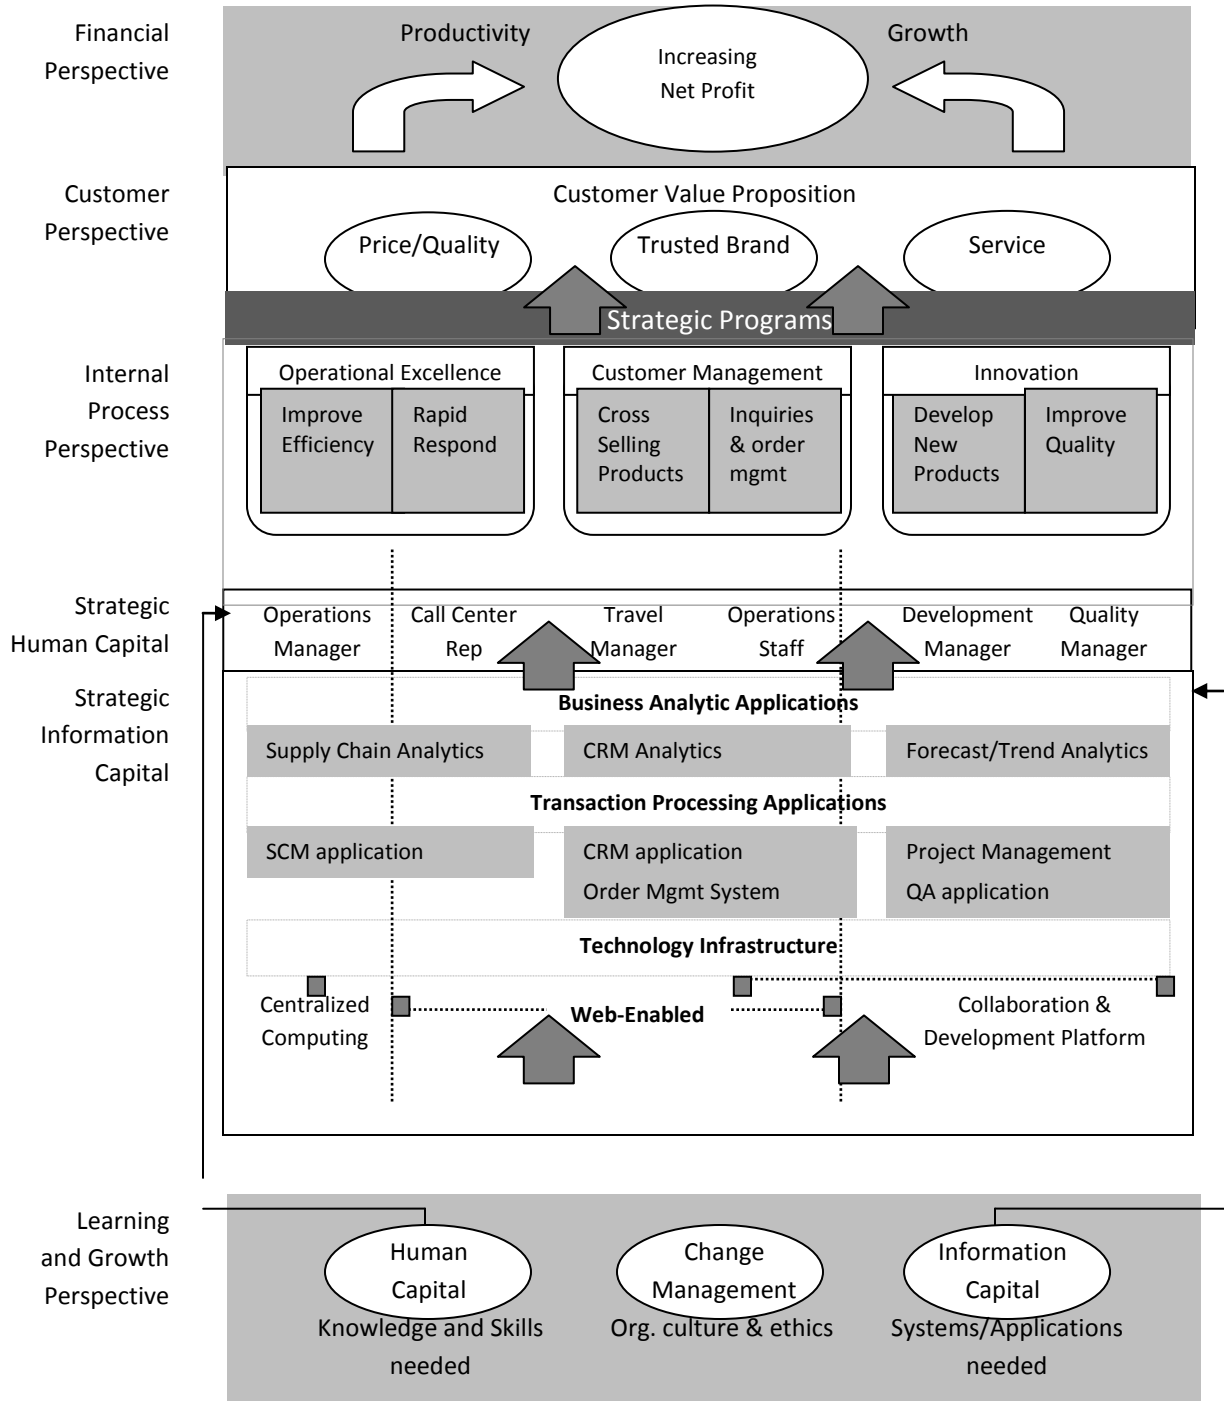 Financial
Perspective
Productivity
Increasing
Net Profit
Growth
Customer
Perspective
Customer Value Proposition
Price/Quality
Trusted Brand
Service
Strategic Programs
Internal
Process
Perspective
Operational Excellence
Improve
Efficiency
Rapid
Respond
Customer Management
Cross
Selling
Products
Inquiries
& order
mgmt
Innovation
Develop
New
Products
Improve
Quality
Strategic
Human Capital
Operations
Manager
Call Center
Rep
Travel
Manager
Operations
Staff
Development
Manager
Quality
Manager
Strategic
Information
Capital
Business Analytic Applications
Supply Chain Analytics
CRM Analytics
Forecast/Trend Analytics
Transaction Processing Applications
SCM application
CRM application
Order Mgmt System
Project Management
QA application
Technology Infrastructure
Centralized
Computing
Web-Enabled
Collaboration &
Development Platform
Learning
and Growth
Perspective
Human
Capital
Knowledge and Skills
needed
Change
Management
Org. culture & ethics
Information
Capital
Systems/Applications
needed